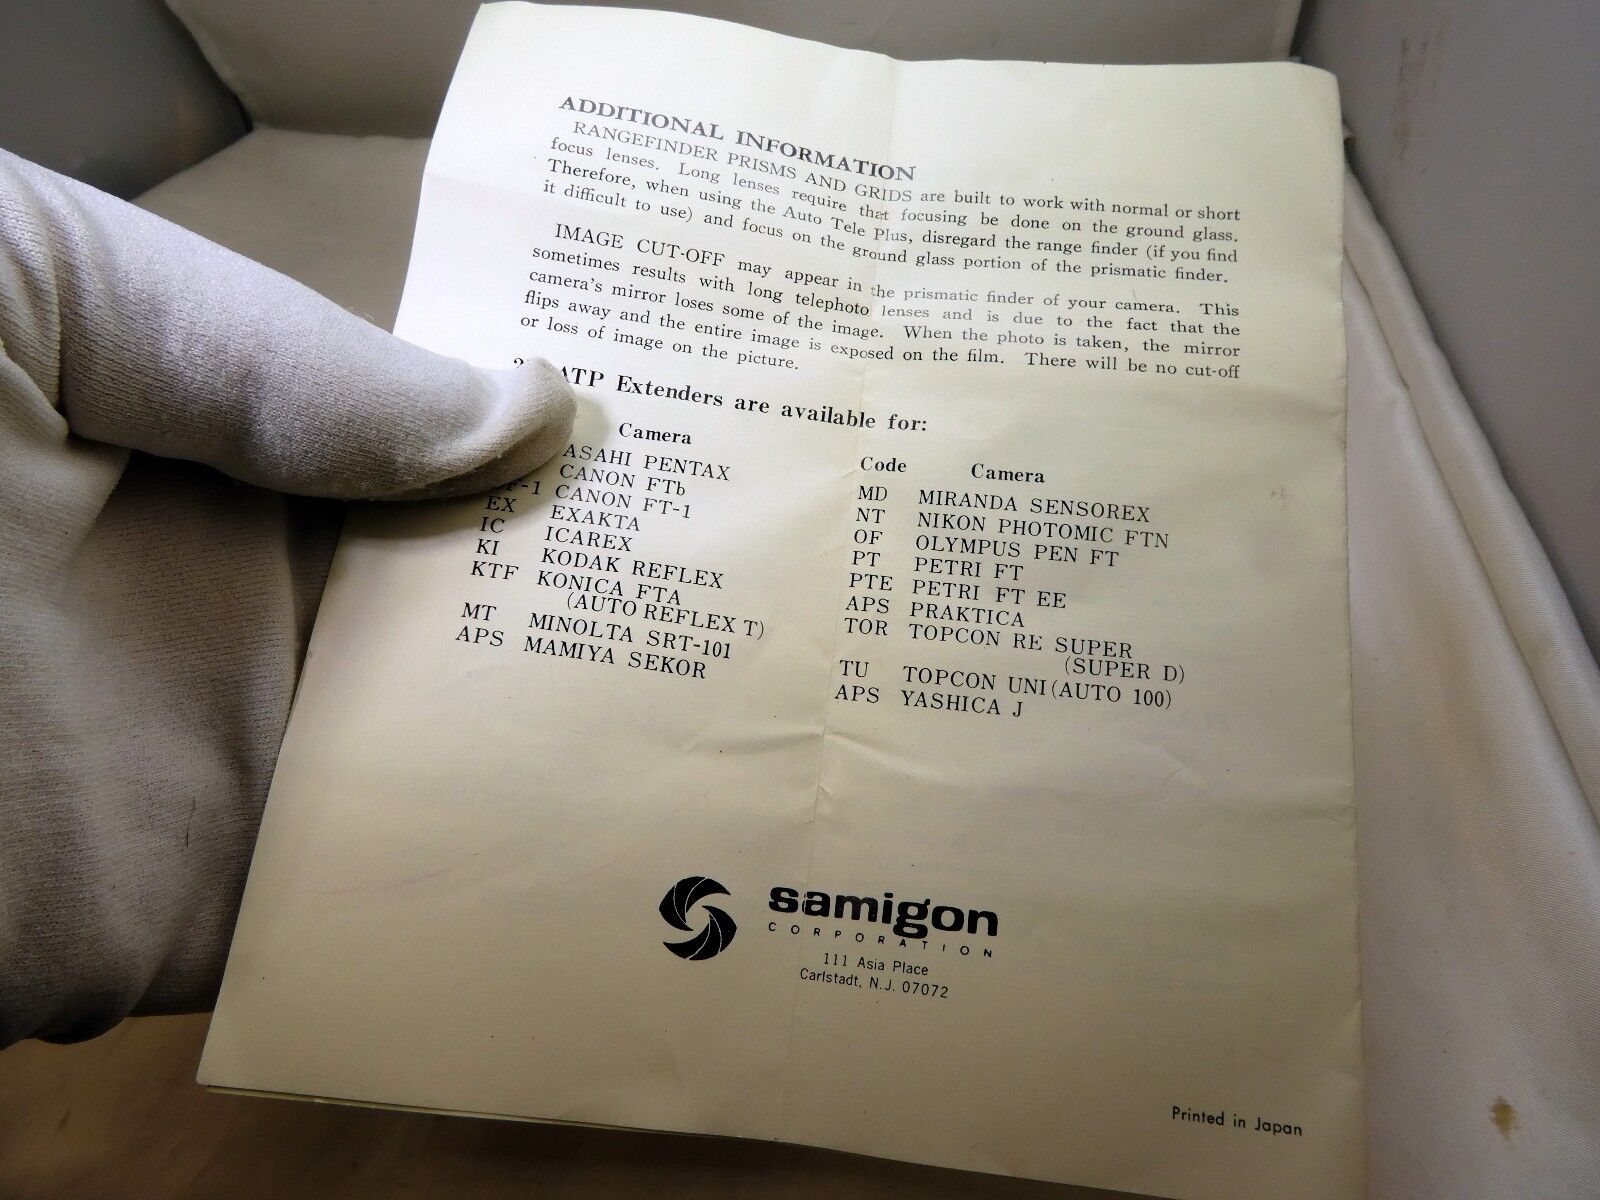 ADDITIONAL INFORMATION
RANGEFINDER PRISMS AND GRIDS are built to work with normal or short
focus lenses. Long lenses require that focusing be done on the ground glass.
Therefore, when using the Auto Tele Plus, disregard the range finder (if you find
it difficult to use) and focus on the ground glass portion of the prismatic finder.
IMAGE CUT-OFF may appear in the prismatic finder of your camera. This
sometimes results with long telephoto lenses and is due to the fact that the
camera's mirror loses some of the image. When the photo is taken, the mirror
flips away and the entire image is exposed on the film. There will be no cut-off
or loss of image on the picture.
ATP Extenders are available for:
Camera
ASAHI PENTAX
CANON FTb
CANON FT-1
EX EXAKTA
IC ICAREX
KI KODAK REFLEX
KTF KONICA FTA
(AUTO REFLEX T)
MT MINOLTA SRT-101
APS MAMIYA SEKOR
Code Camera
MD MIRANDA SENSOREX
NT NIKON PHOTOMIC FTN
OF OLYMPUS PEN FT
PT PETRI FT
PTE PETRI FT EE
APS PRAKTICA
TOR TOPCON RE SUPER
(SUPER D)
TU TOPCON UNI (AUTO 100)
APS YASHICA J
samigon
CORPORATION
111 Asia Place
Carlstadt, N.J. 07072
Printed in Japan